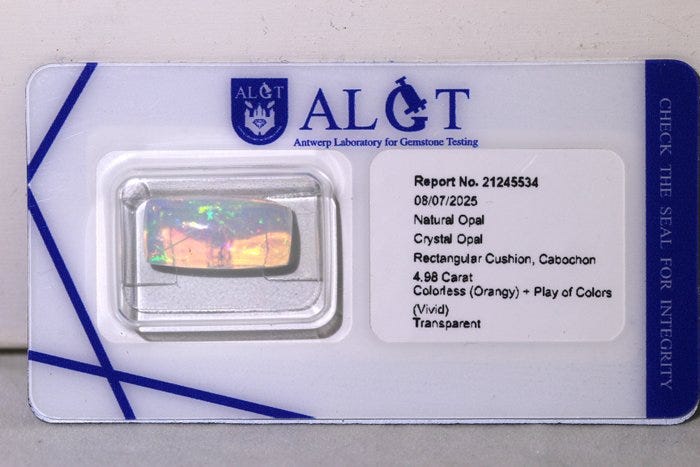 ALGT
ALGT
Antwerp Laboratory for Gemstone Testing
Report No. 21245534
08/07/2025
Natural Opal
Crystal Opal
Rectangular Cushion, Cabochon
4.98 Carat
Colorless (Orangy) + Play of Colors
(Vivid)
Transparent
CHECK THE SEAL FOR INTEGRITY